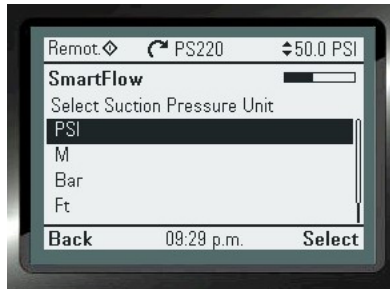 Remot. PS220 50.0 PSI
SmartFlow
Select Suction Pressure Unit
PSI
M
Bar
Ft
Back 09:29 p.m. Select